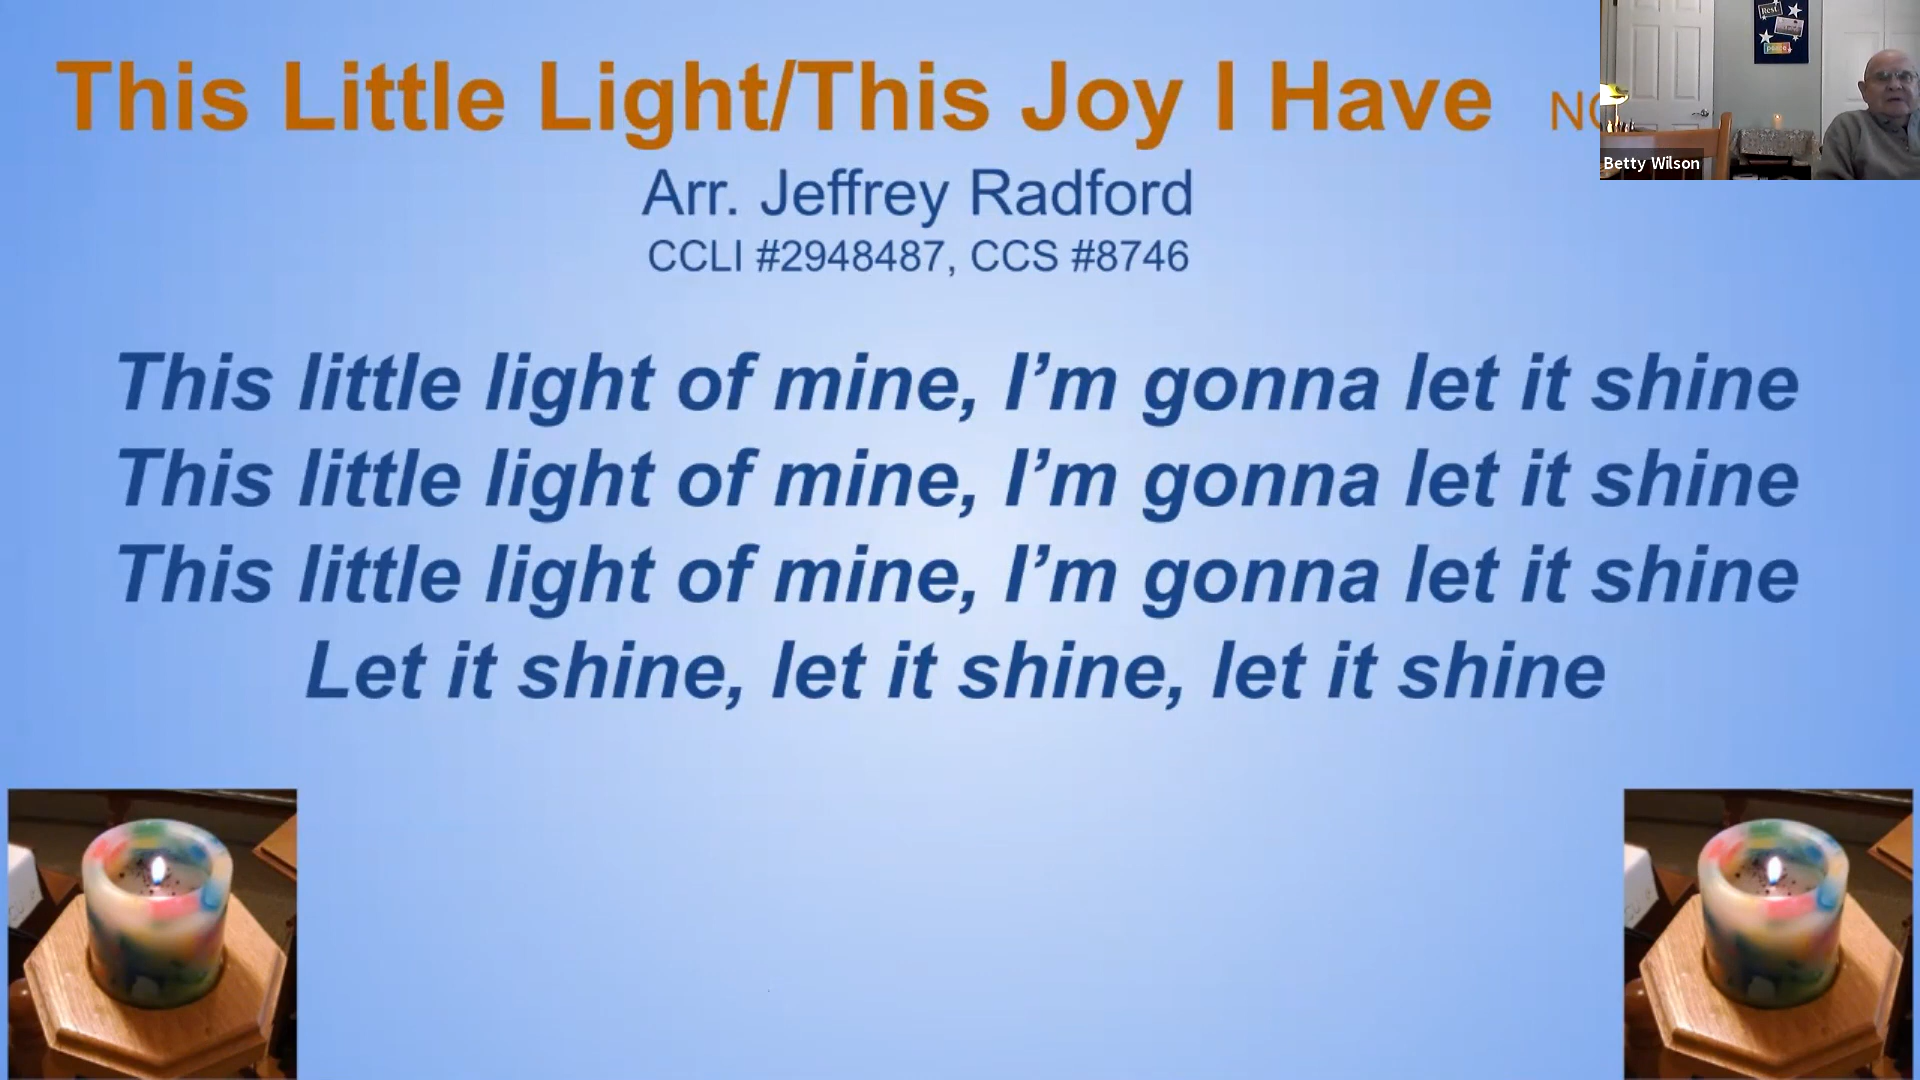 This Little Light/This Joy I Have
Arr. Jeffrey Radford
CCLI #2948487, CCS #8746
This little light of mine, I’m gonna let it shine
This little light of mine, I’m gonna let it shine
This little light of mine, I’m gonna let it shine
Let it shine, let it shine, let it shine
Rest
peace
Betty Wilson